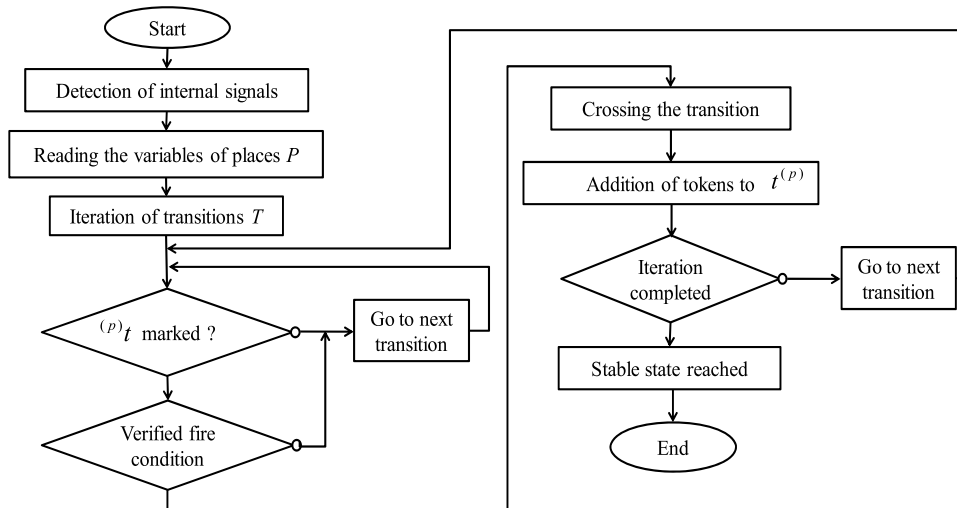 Start
Detection of internal signals
Reading the variables of places P
Iteration of transitions T
(p)t marked ?
Go to next
transition
Verified fire
condition
Crossing the transition
Addition of tokens to t(p)
Iteration
completed
Go to next
transition
Stable state reached
End